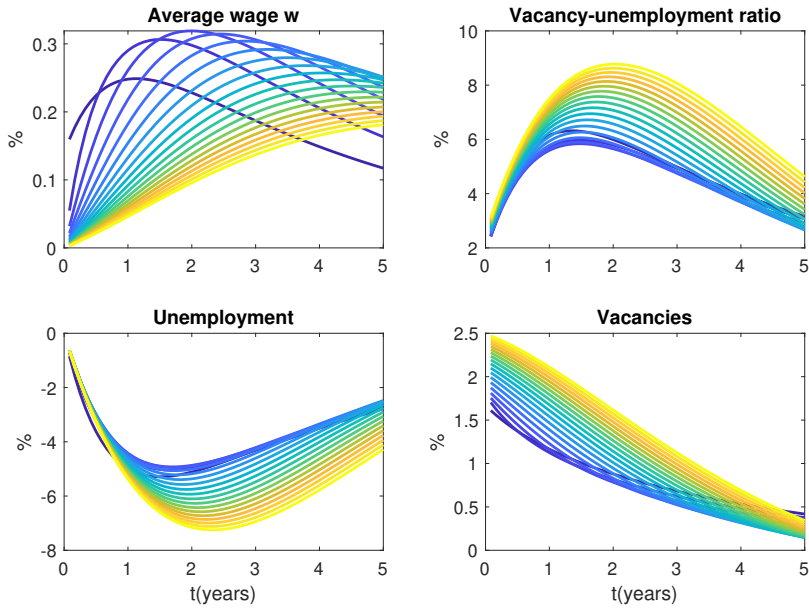 Average wage w
0.3
0.2
0.1
0
%
0 1 2 3 4 5
Vacancy-unemployment ratio
10
8
6
4
2
%
0 1 2 3 4 5
Unemployment
0
-2
-4
-6
-8
%
0 1 2 3 4 5
t(years)
Vacancies
2.5
2
1.5
1
0.5
0
%
0 1 2 3 4 5
t(years)